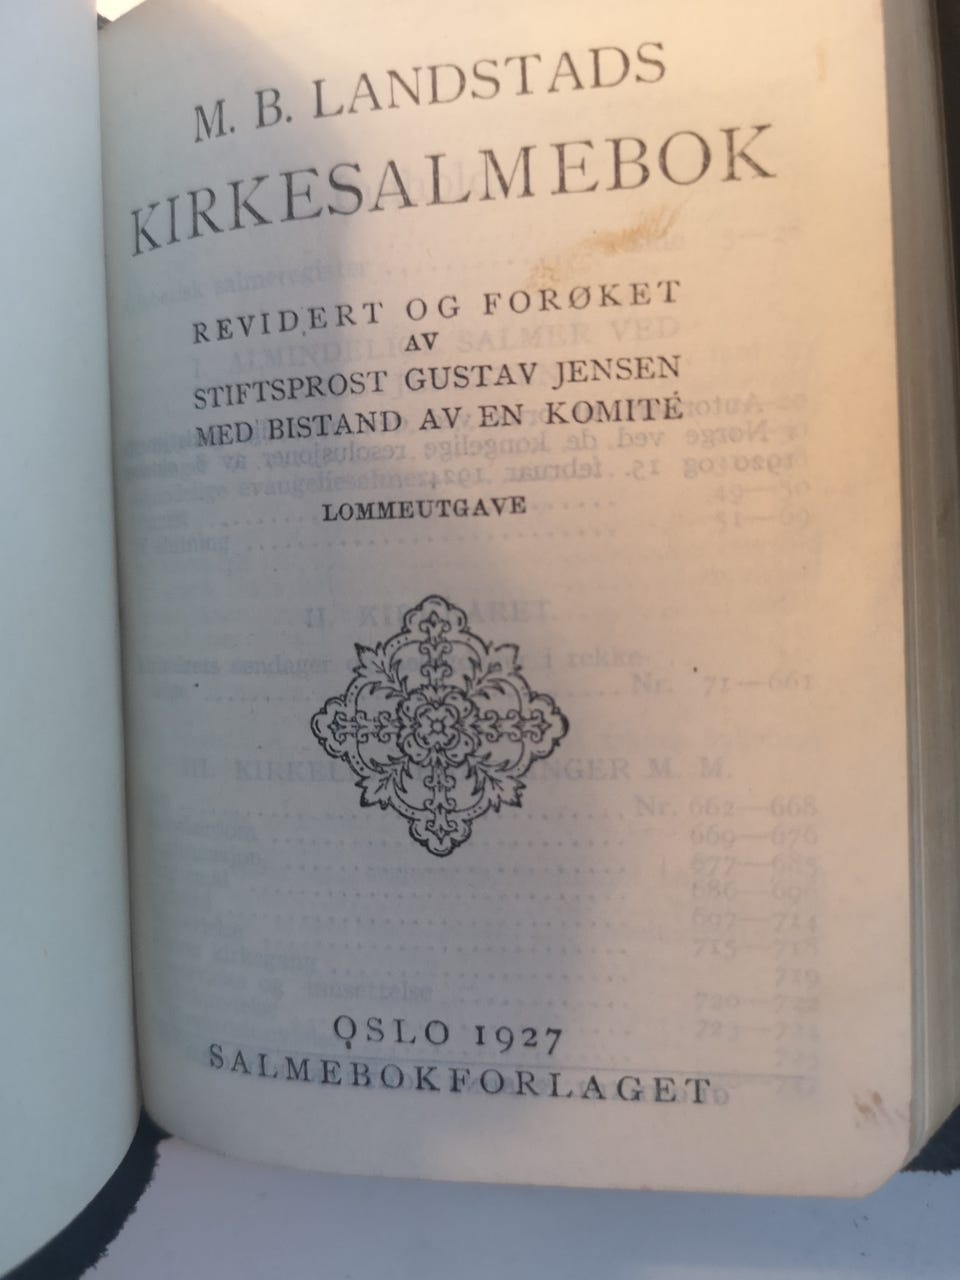 M. B. LANDSTADS
KIRKESALMEBOK
REVIDERT OG FORØKET
AV
STIFTSPROST GUSTAV JENSEN
MED BISTAND AV EN KOMITÉ
LOMMEUTGAVE
OSLO 1927
SALMEBOKFORLAGET